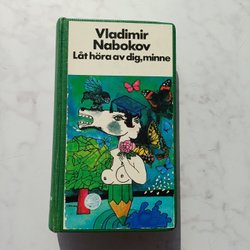 Vladimir
Nabokov
Låt höra av dig, minne